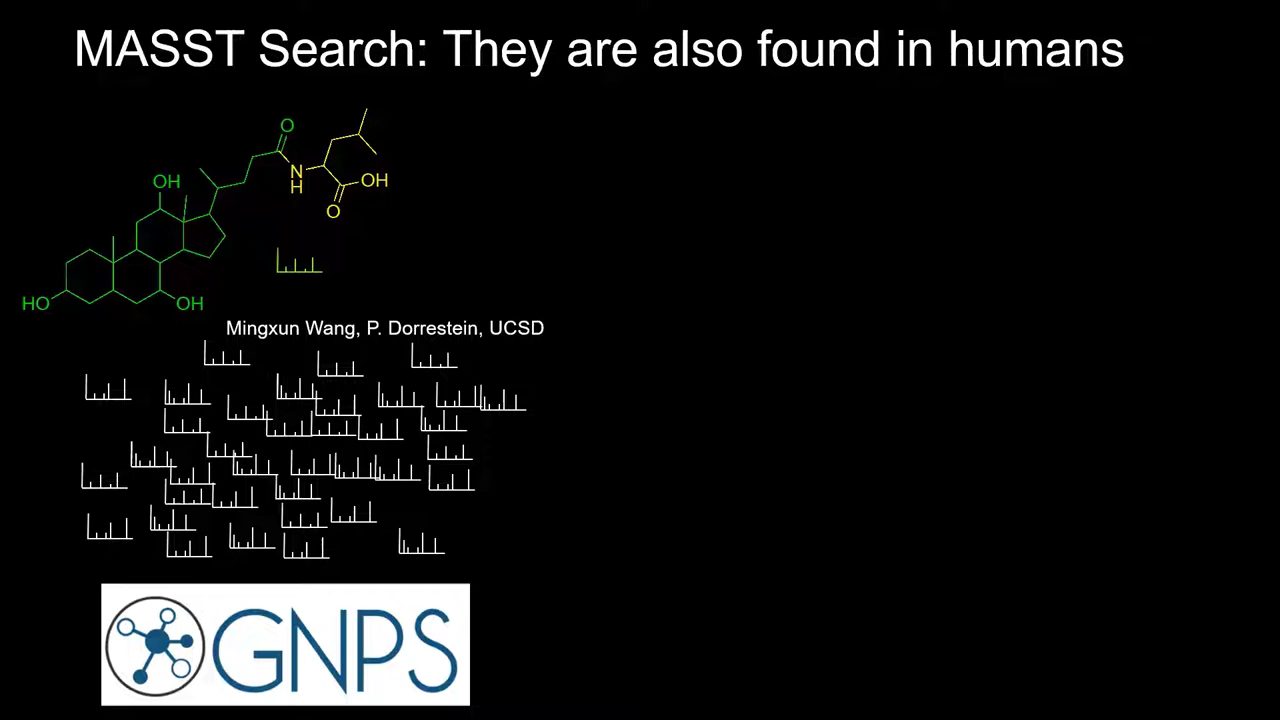 MASST Search: They are also found in humans
O
N
H
OH
O
OH
HO
OH
Mingxun Wang, P. Dorrestein, UCSD
GNPS